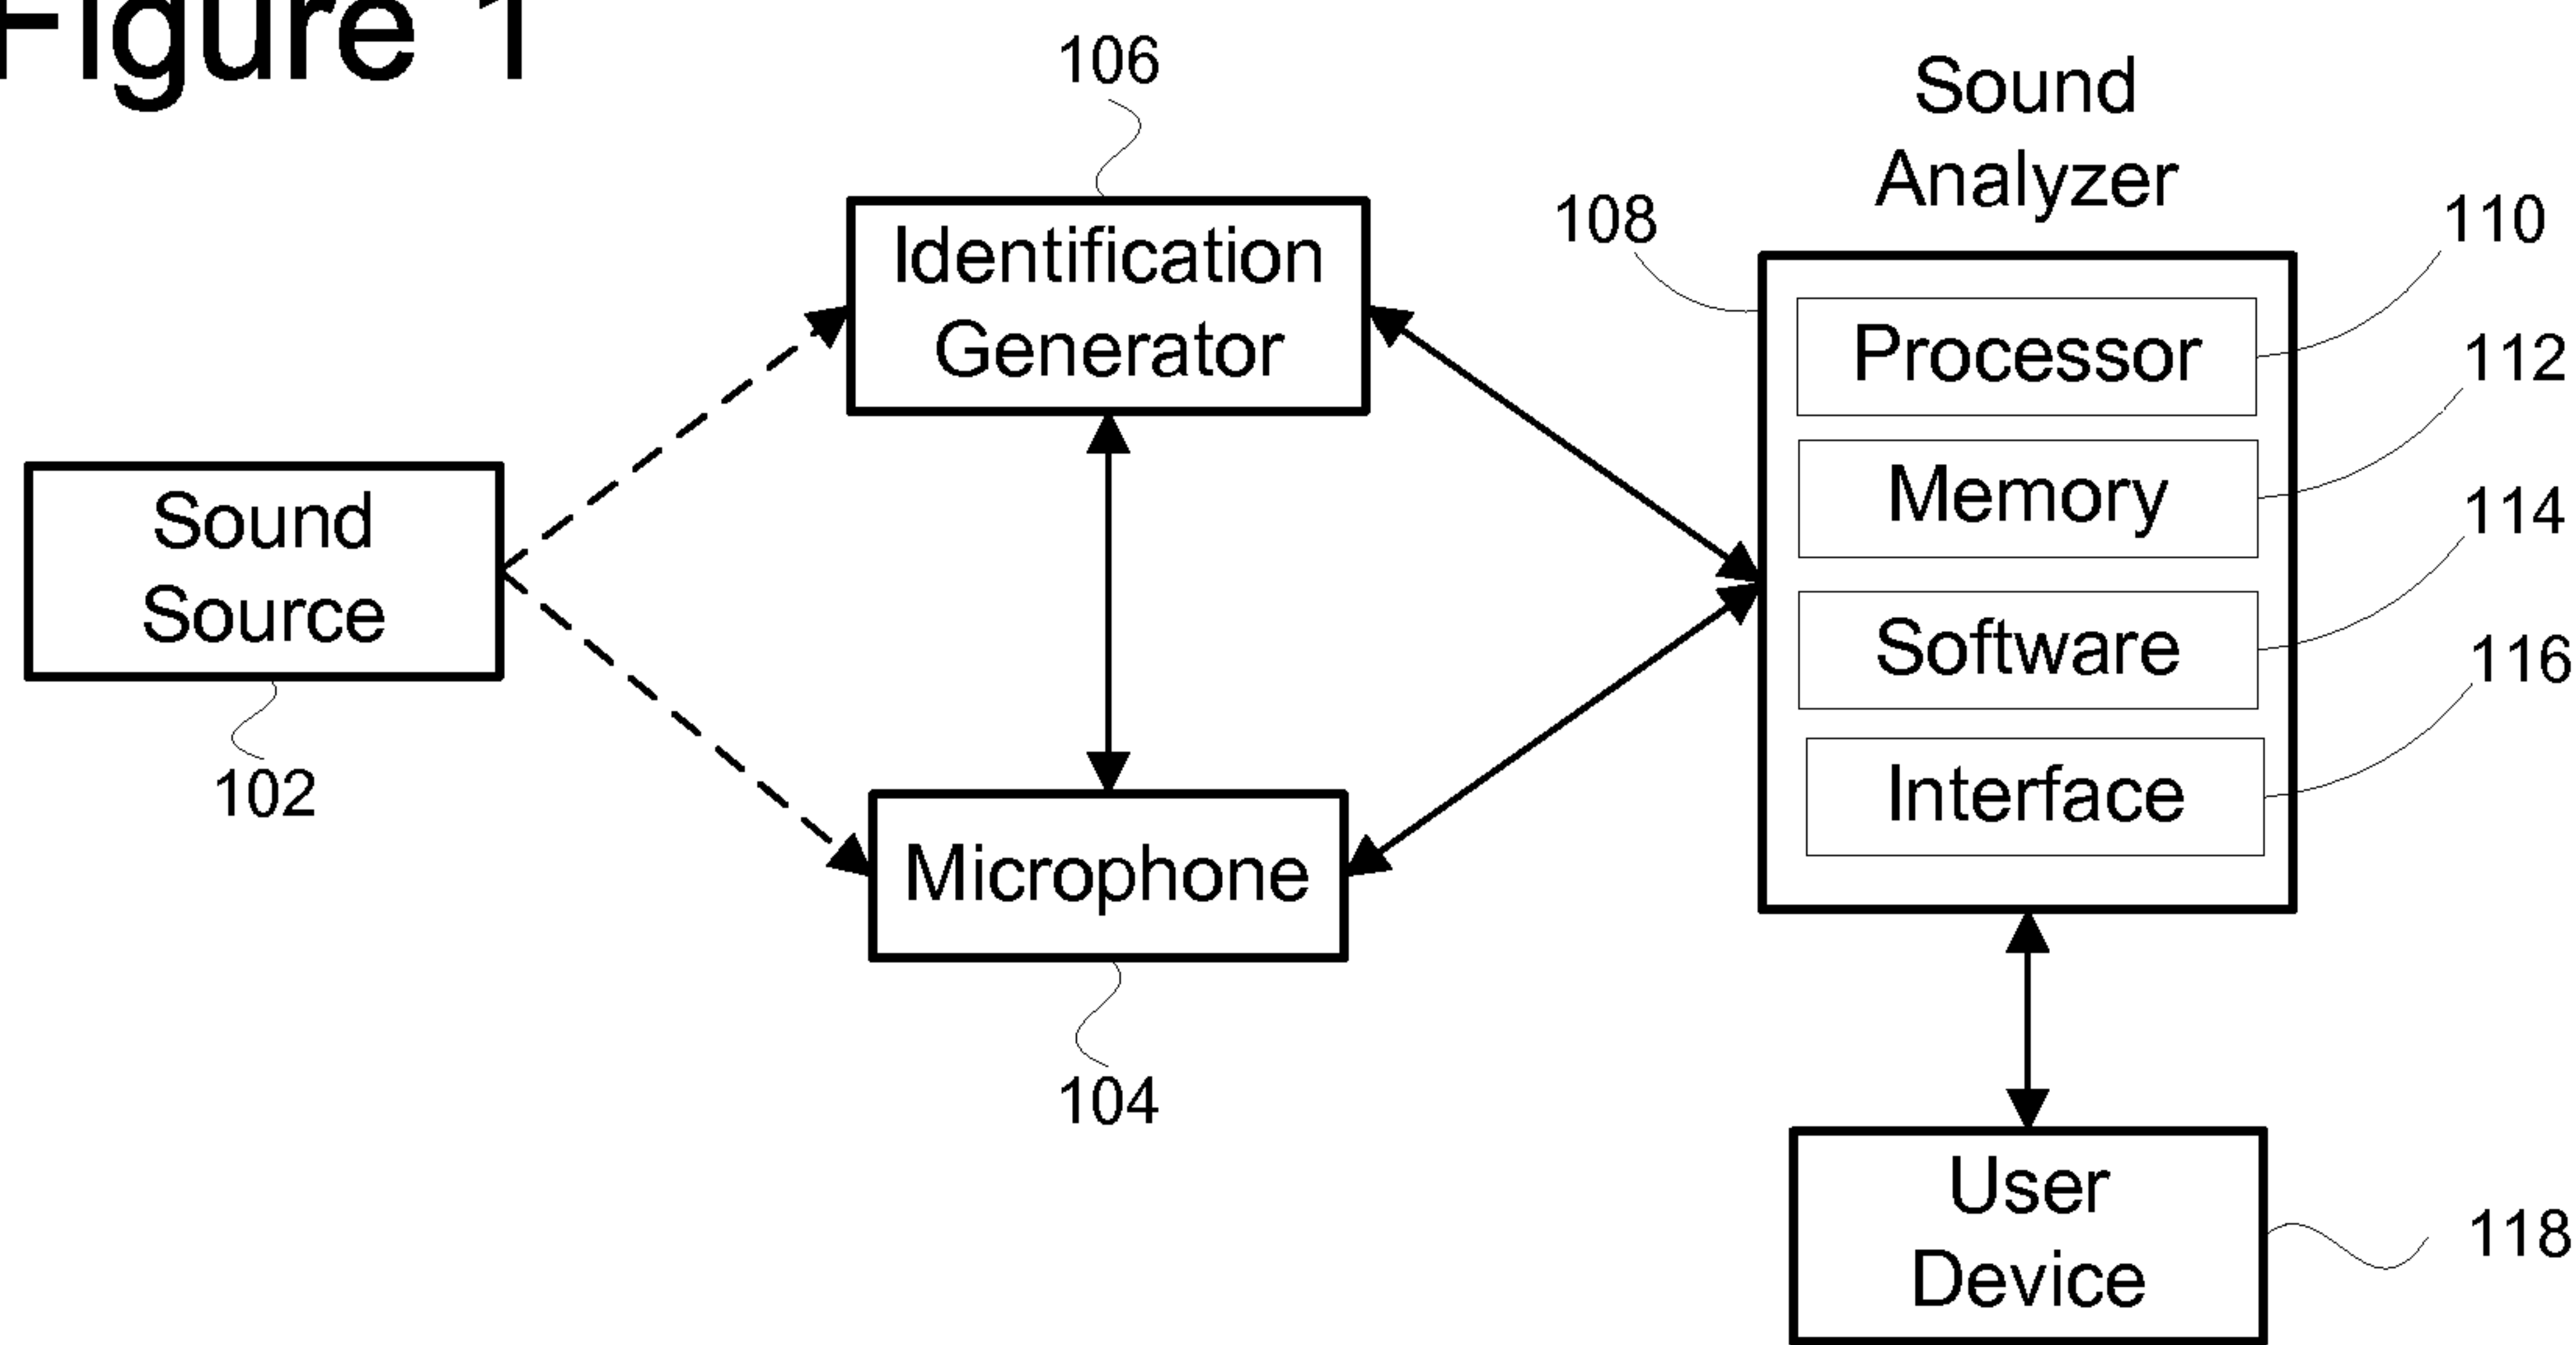 Figure 1
106
Sound
Analyzer
108
110
Identification
Generator
Processor
112
Memory
114
Sound
Source
Software
116
102
Interface
Microphone
104
User
Device
118